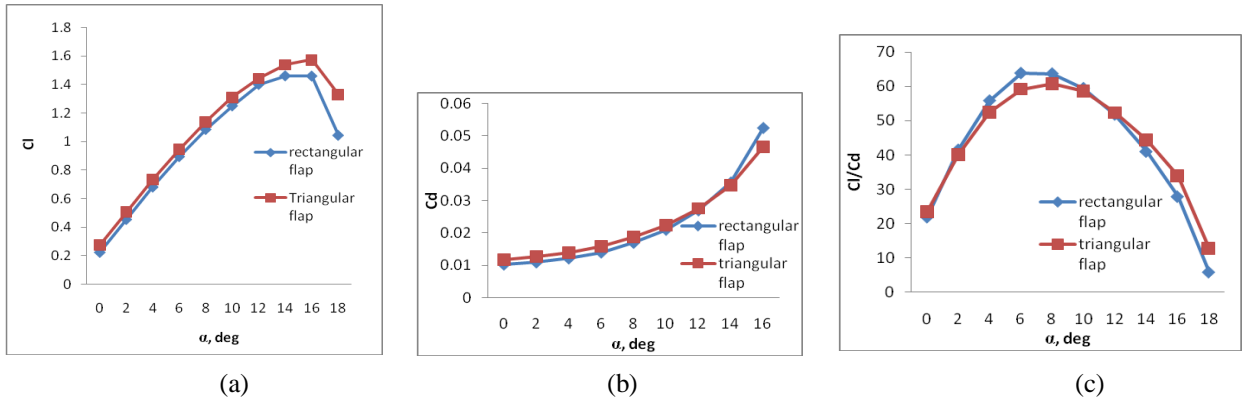 1.8
1.6
1.4
1.2
1
0.8
0.6
0.4
0.2
0
Cl
0 2 4 6 8 10 12 14 16 18
α, deg
rectangular
flap
Triangular
flap
(a)
0.06
0.05
0.04
0.03
0.02
0.01
0
Cd
0 2 4 6 8 10 12 14 16
α, deg
rectangular
flap
triangular
flap
(b)
70
60
50
40
30
20
10
0
Cl/Cd
0 2 4 6 8 10 12 14 16 18
α, deg
rectangular
flap
triangular
flap
(c)